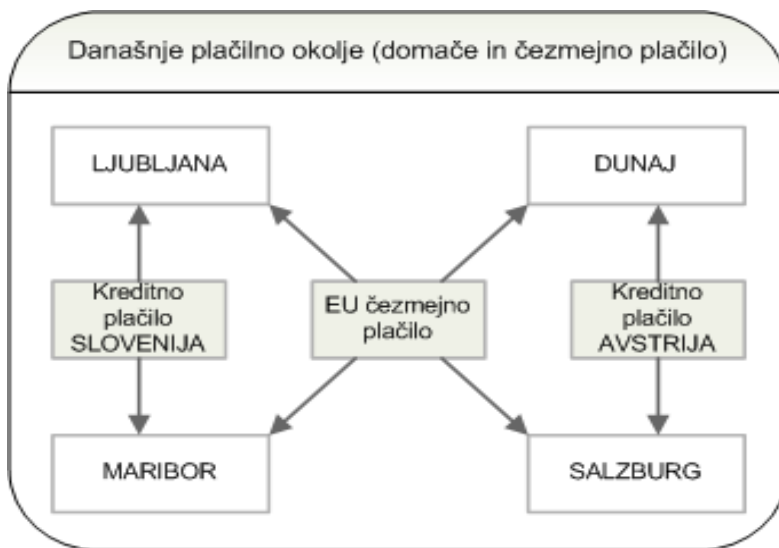 Današnje plačilno okolje (domače in čezmejno plačilo)
LJUBLJANA
DUNAJ
Kreditno
plačilo
SLOVENIJA
EU čezmejno
plačilo
Kreditno
plačilo
AVSTRIJA
MARIBOR
SALZBURG